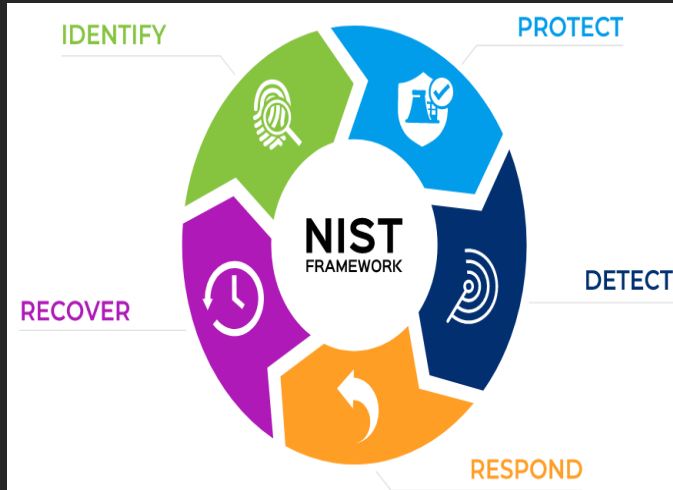 IDENTIFY
PROTECT
NIST
FRAMEWORK
DETECT
RECOVER
RESPOND